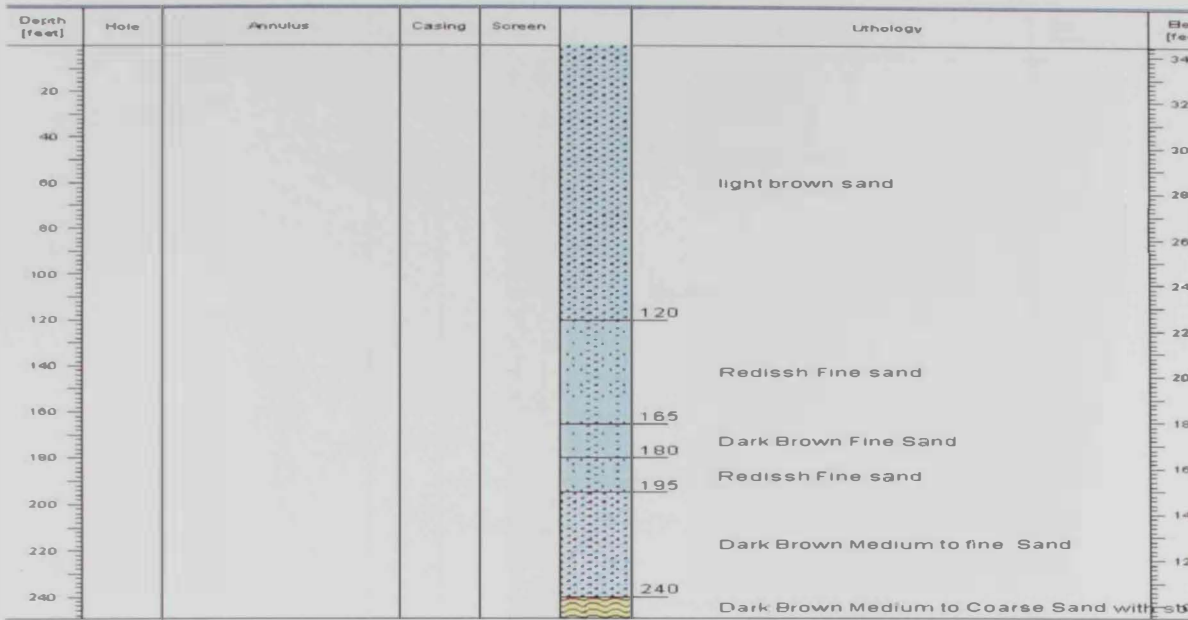 Depth Hole Annulus Casing Screen Lithology
[feet]
20
40
60
light brown sand
80
100
120
120
140
Redissh Fine sand
160
165
Dark Brown Fine Sand
180
180
Redissh Fine sand
195
200
220
Dark Brown Medium to fine Sand
240
240
Dark Brown Medium to Coarse Sand with